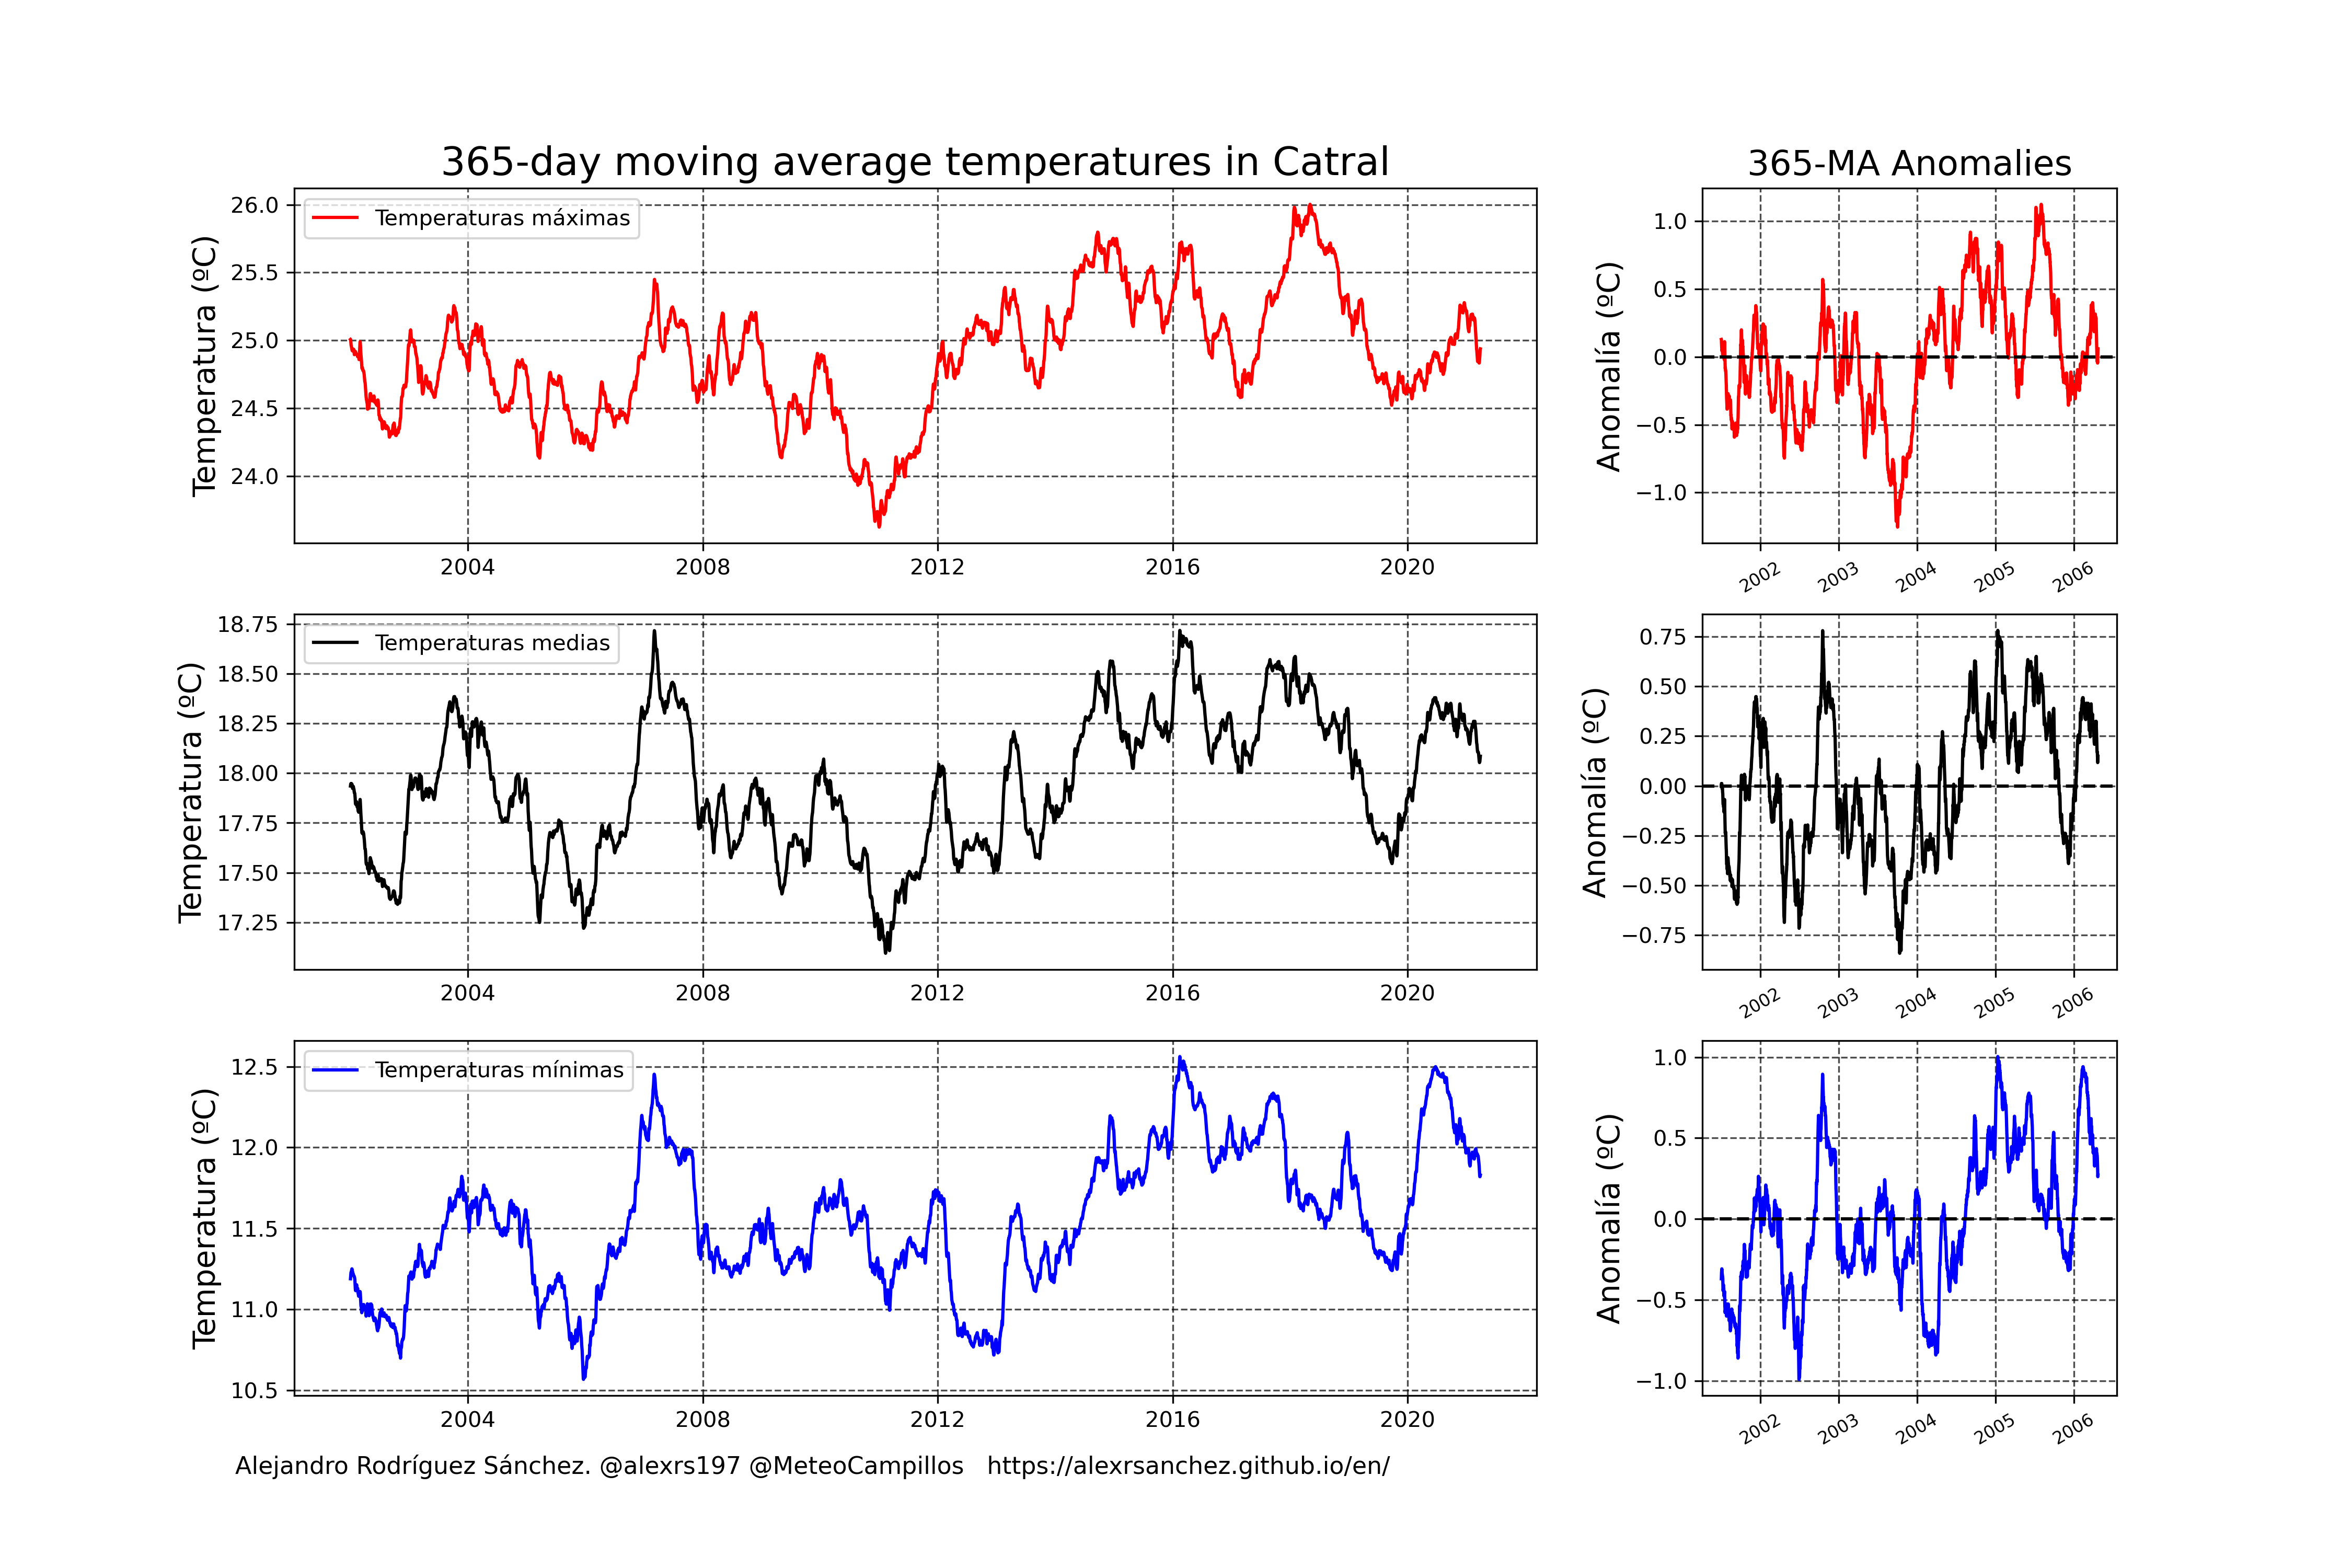 365-day moving average temperatures in Catral
365-MA Anomalies
Temperatura (ºC)
26.0
25.5
25.0
24.5
24.0
Temperaturas máximas
2004 2008 2012 2016 2020
Anomalía (ºC)
1.0
0.5
0.0
−0.5
−1.0
2002 2003 2004 2005 2006
Temperatura (ºC)
18.75
18.50
18.25
18.00
17.75
17.50
17.25
Temperaturas medias
2004 2008 2012 2016 2020
Anomalía (ºC)
0.75
0.50
0.25
0.00
−0.25
−0.50
−0.75
2002 2003 2004 2005 2006
Temperatura (ºC)
12.5
12.0
11.5
11.0
10.5
Temperaturas mínimas
2004 2008 2012 2016 2020
Anomalía (ºC)
1.0
0.5
0.0
−0.5
−1.0
2002 2003 2004 2005 2006
Alejandro Rodríguez Sánchez. @alexrs197 @MeteoCampillos https://alexrsanchez.github.io/en/